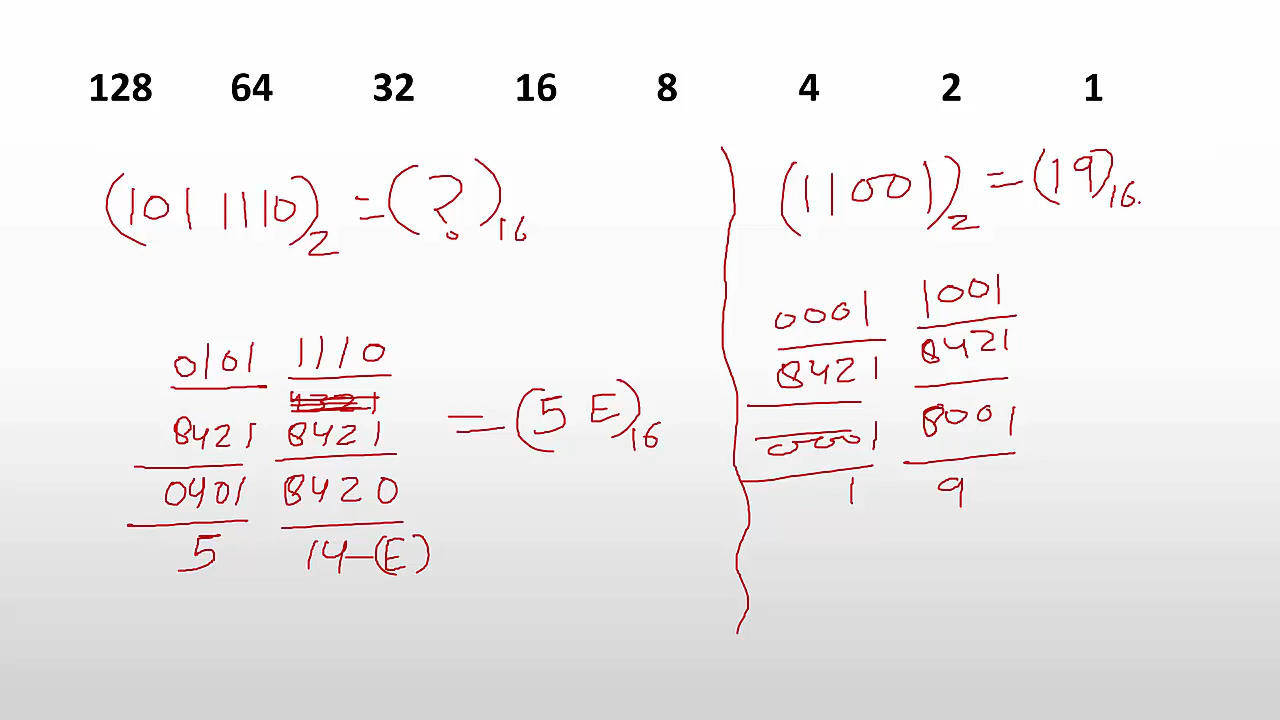 128 64 32 16 8 4 2 1
(101 1110)2 = (?)16
0101 1110
8421 8421
0401 8420
5 14-(E)
= (5 E)16
(11001)2 = (19)16.
0001 1001
8421 8421
0001 8001
1 9